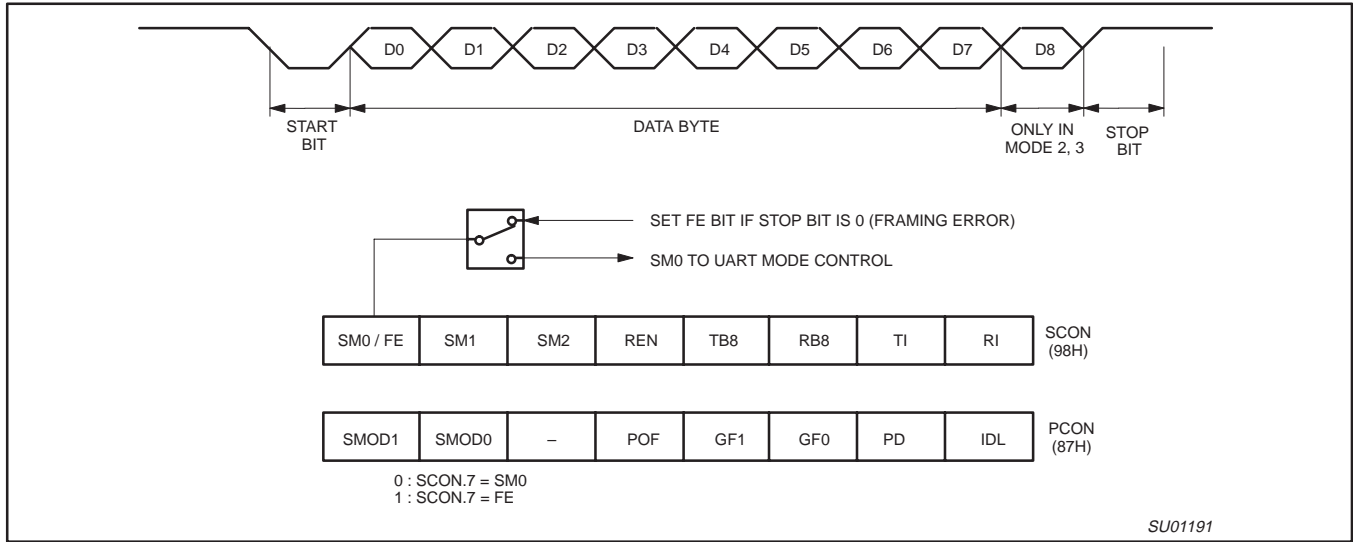 D0 D1 D2 D3 D4 D5 D6 D7 D8
START
BIT
DATA BYTE
ONLY IN
MODE 2, 3
STOP
BIT
SET FE BIT IF STOP BIT IS 0 (FRAMING ERROR)
SM0 TO UART MODE CONTROL
SM0 / FE SM1 SM2 REN TB8 RB8 TI RI
SCON
(98H)
SMOD1 SMOD0 – POF GF1 GF0 PD IDL
PCON
(87H)
0 : SCON.7 = SM0
1 : SCON.7 = FE
SU01191